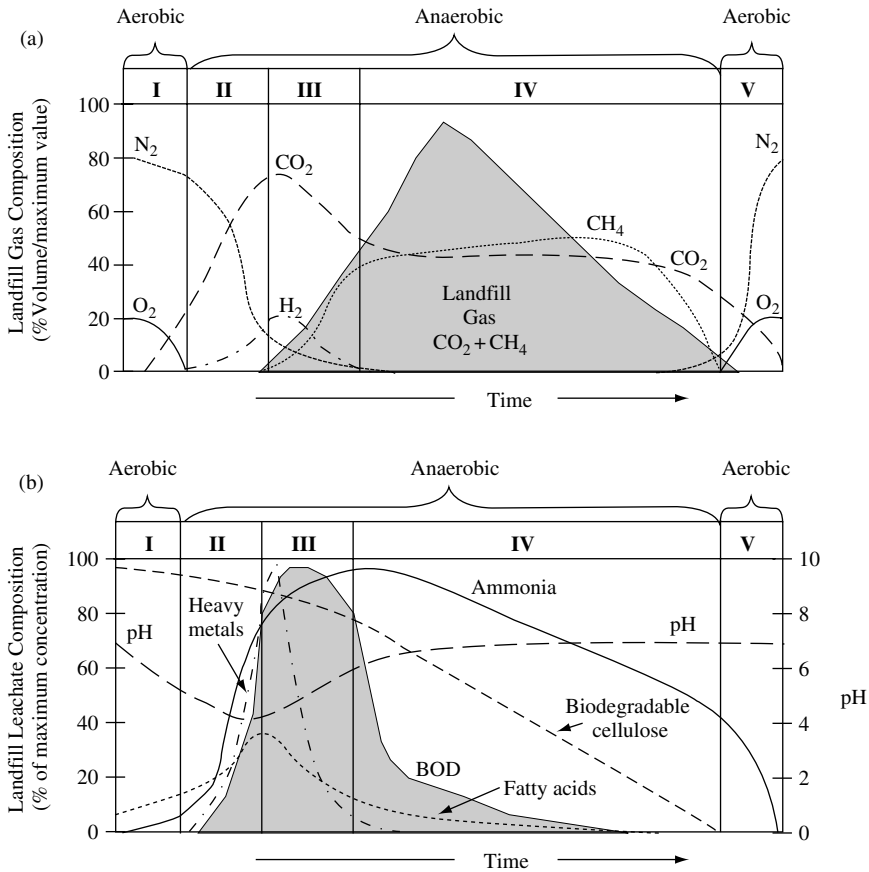 (a)
Aerobic Anaerobic Aerobic
I II III IV V
Landfill Gas Composition
(% Volume/maximum value)
100
80
60
40
20
0
N2
O2
CO2
H2
CH4
CO2
N2
O2
Landfill
Gas
CO2 + CH4
Time
(b)
Aerobic Anaerobic Aerobic
I II III IV V
Landfill Leachate Composition
(% of maximum concentration)
100
80
60
40
20
0
pH
Heavy
metals
Ammonia
pH
Biodegradable
cellulose
BOD
Fatty acids
10
8
6
4
2
0
pH
Time